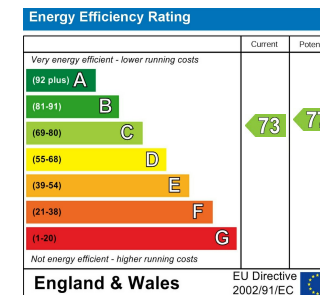 Energy Efficiency Rating
Current
Very energy efficient - lower running costs
(92 plus) A
(81-91) B
(69-80) C
73
(55-68) D
(39-54) E
(21-38) F
(1-20) G
Not energy efficient - higher running costs
England & Wales
EU Directive
2002/91/EC